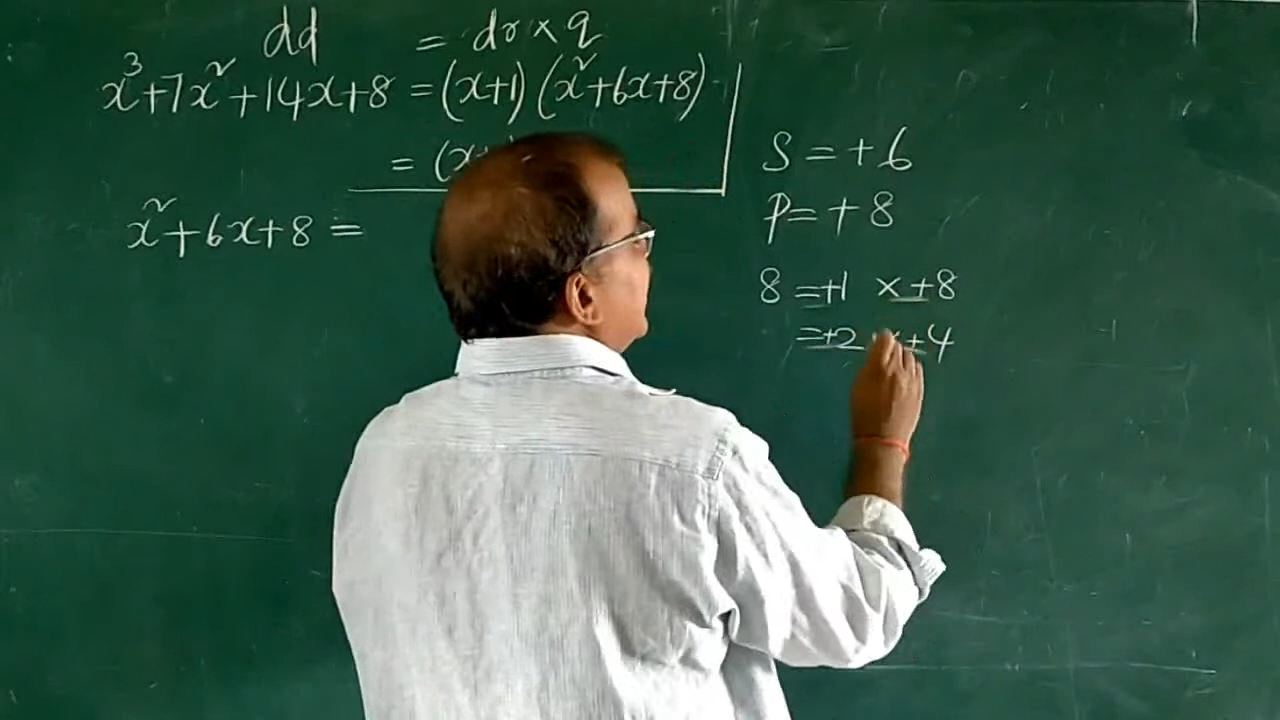 dd = dr × q
x³+7x²+14x+8 = (x+1) (x²+6x+8)
= (x+
x²+6x+8 =
S = +6
P = +8
8 = +1 × +8
= +2 × +4